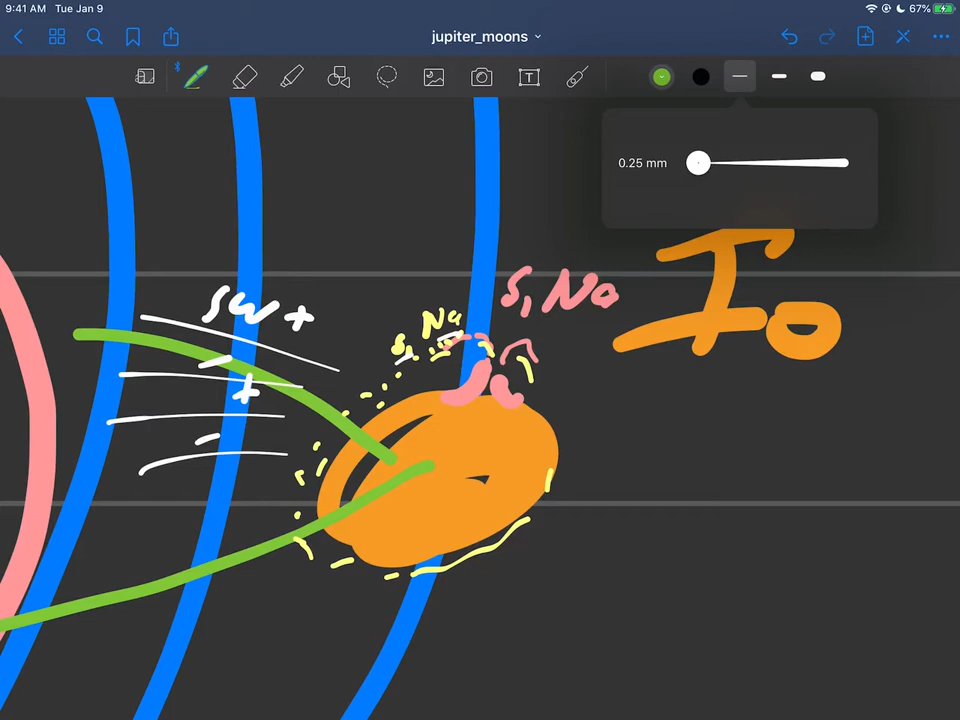 9:41 AM Tue Jan 9
67%
jupiter_moons
T
0.25 mm
Io
S, Na
SW +
S, Na
-
+
-